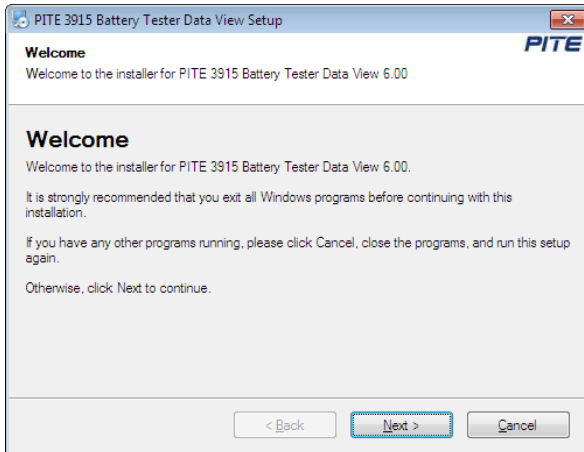 PITE 3915 Battery Tester Data View Setup
PITE
Welcome
Welcome to the installer for PITE 3915 Battery Tester Data View 6.00
Welcome
Welcome to the installer for PITE 3915 Battery Tester Data View 6.00.
It is strongly recommended that you exit all Windows programs before continuing with this
installation.
If you have any other programs running, please click Cancel, close the programs, and run this setup
again.
Otherwise, click Next to continue.
< Back
Next >
Cancel